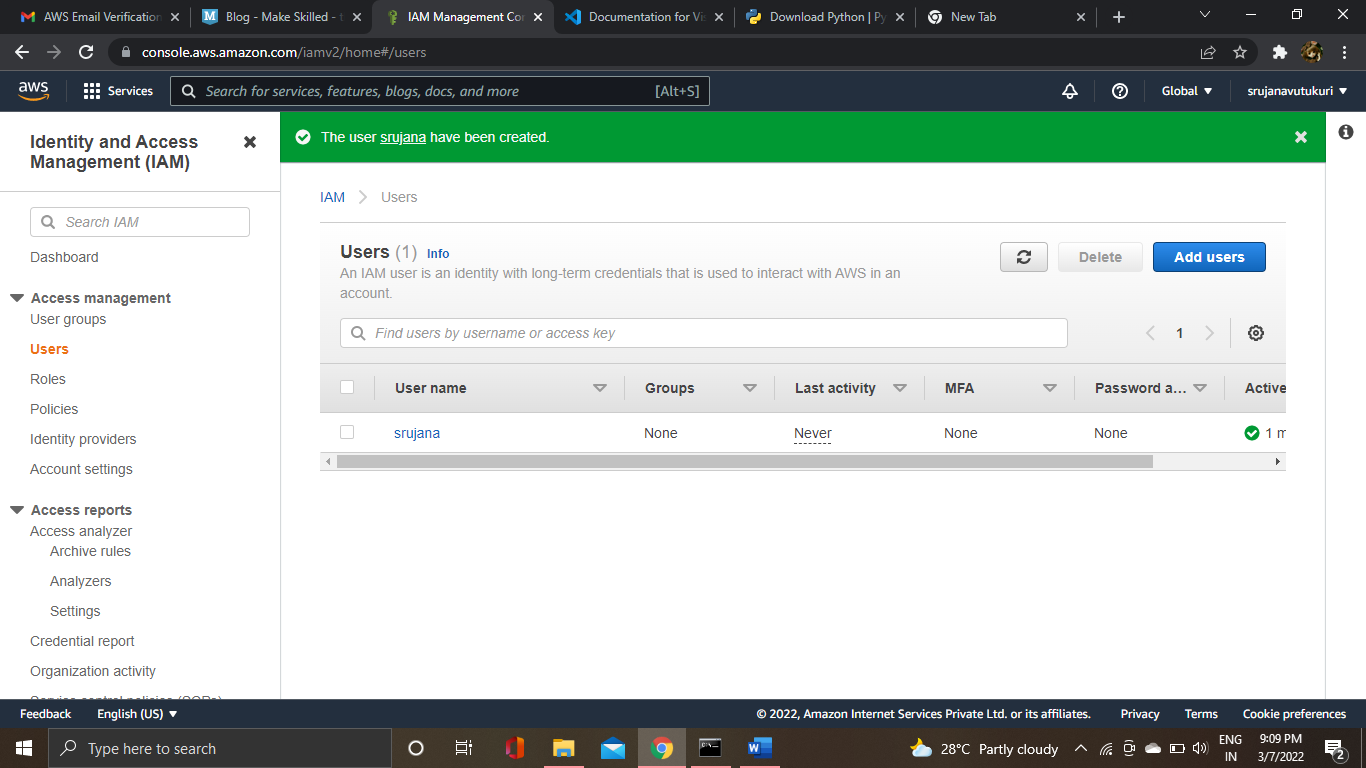 AWS Email Verification
Blog - Make Skilled - t
IAM Management Con
Documentation for Vis
Download Python | Py
New Tab
console.aws.amazon.com/iamv2/home#/users
aws
Services
Search for services, features, blogs, docs, and more
[Alt+S]
Global
srujanavutukuri
Identity and Access
Management (IAM)
Search IAM
Dashboard
Access management
User groups
Users
Roles
Policies
Identity providers
Account settings
Access reports
Access analyzer
Archive rules
Analyzers
Settings
Credential report
Organization activity
Service control policies (SCPs)
The user srujana have been created.
IAM
Users
Users (1) Info
An IAM user is an identity with long-term credentials that is used to interact with AWS in an
account.
Delete
Add users
Find users by username or access key
1
User name Groups Last activity MFA Password a... Active
srujana None Never None None 1 m
Feedback English (US)
© 2022, Amazon Internet Services Private Ltd. or its affiliates. Privacy Terms Cookie preferences
Type here to search
28°C Partly cloudy
ENG
IN
9:09 PM
3/7/2022
2